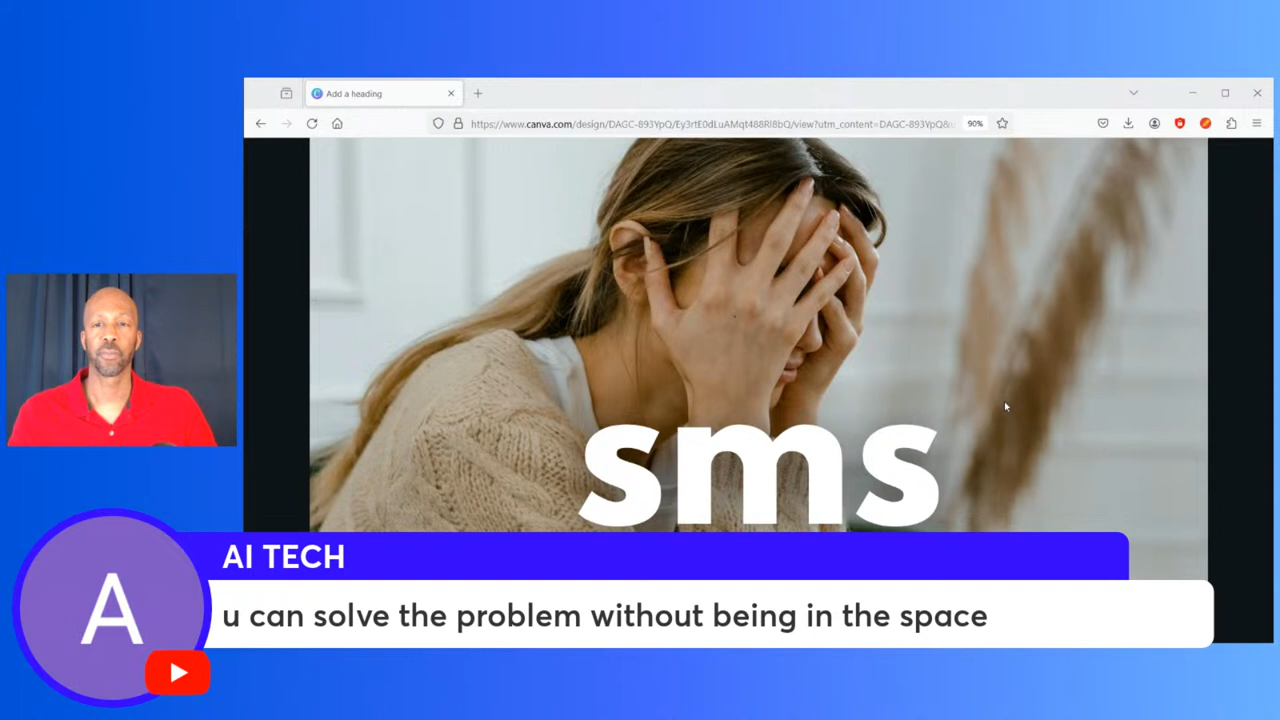 Add a heading
https://www.canva.com/design/DAGC-893YpQ/Ey3rtE0dLuAMqt488Rl8bQ/view?utm_content=DAGC-893YpQ&
90%
sms
AI TECH
A
u can solve the problem without being in the space